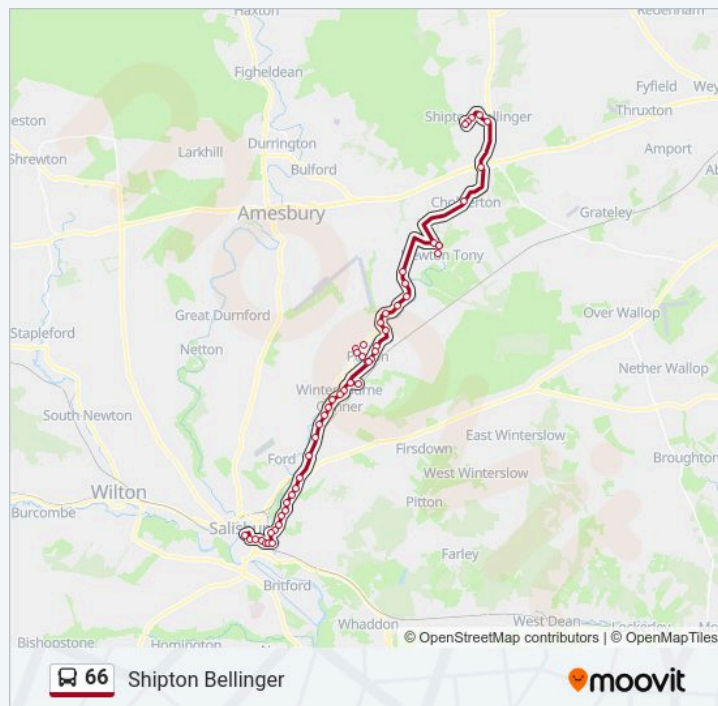 Haxton
Redenham
Figheldean
Fyfield
Shipton Bellinger
Thruxton
Durrington
Larkhill
Shrewton
Bulford
Amport
Cholderton
Amesbury
Grateley
Newton Tony
Great Durnford
Over Wallop
Stapleford
Netton
Nether Wallop
Winterbourne
Gunner
South Newton
East Winterslow
Ford
Firsdown
Broughton
West Winterslow
Wilton
Pitton
Burcombe
Salisbury
Farley
Britford
Whaddon
West Dean
Lockerley
Bishopstone
Homington
© OpenStreetMap contributors | © OpenMapTiles
66
Shipton Bellinger
moovit